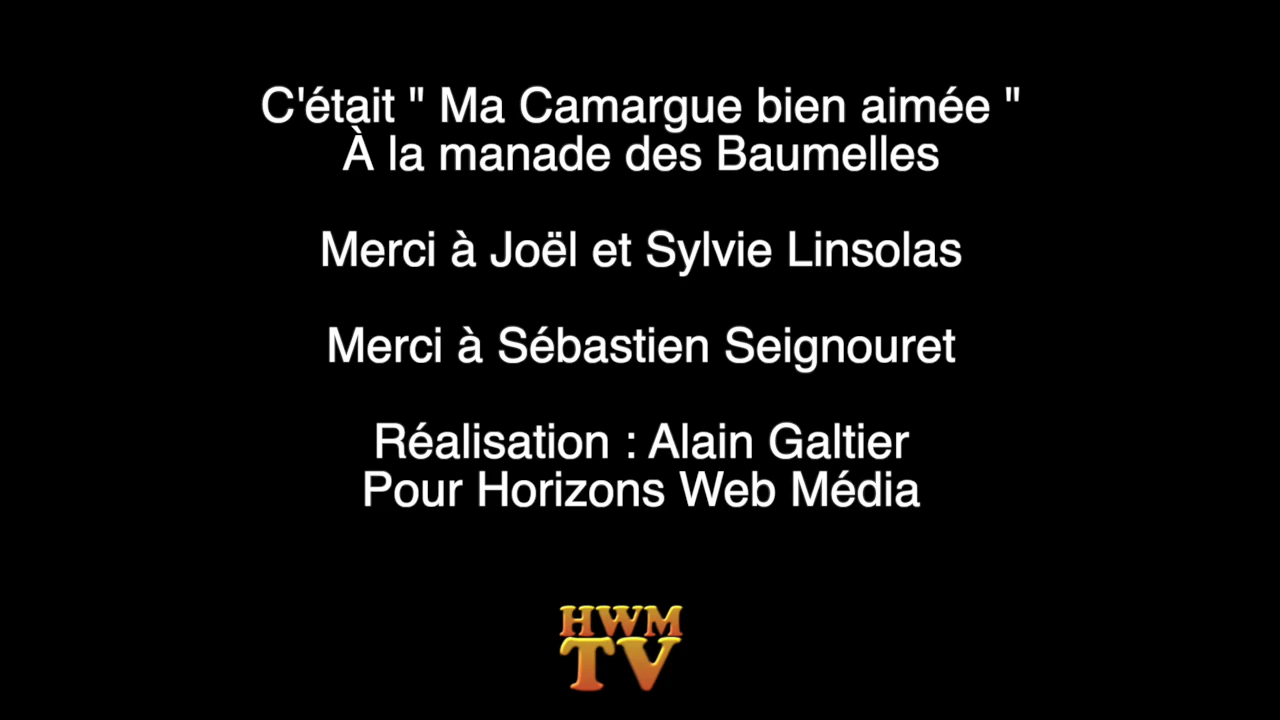 C'était " Ma Camargue bien aimée "
À la manade des Baumelles
Merci à Joël et Sylvie Linsolas
Merci à Sébastien Seignouret
Réalisation : Alain Galtier
Pour Horizons Web Média
HWM
TV